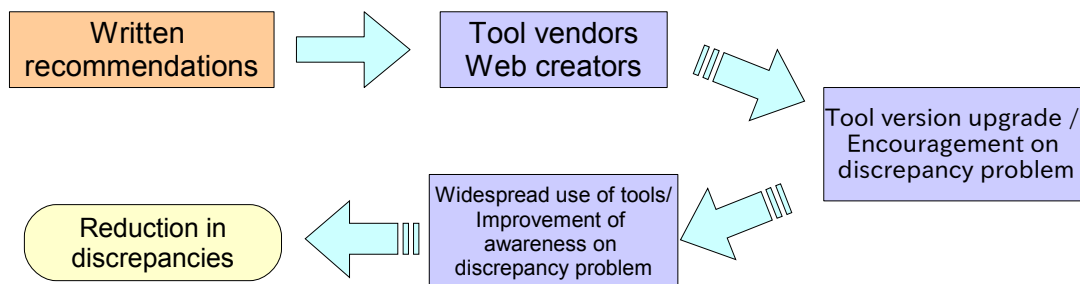 Written
recommendations
Tool vendors
Web creators
Tool version upgrade /
Encouragement on
discrepancy problem
Widespread use of tools/
Improvement of
awareness on
discrepancy problem
Reduction in
discrepancies